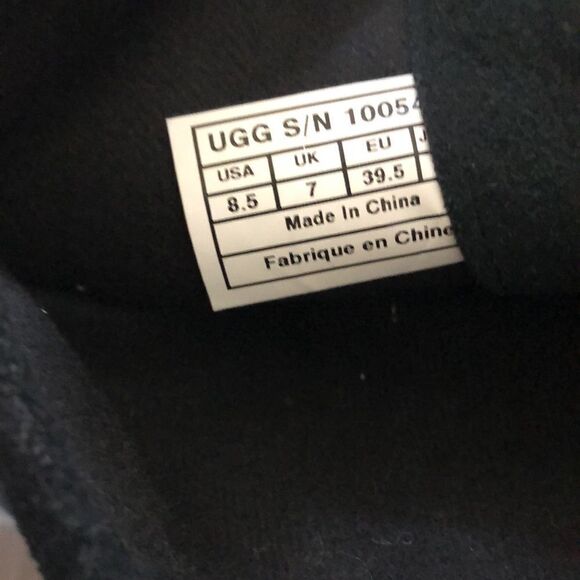 UGG S/N 10054
USA UK EU J
8.5 7 39.5
Made In China
Fabrique en Chine